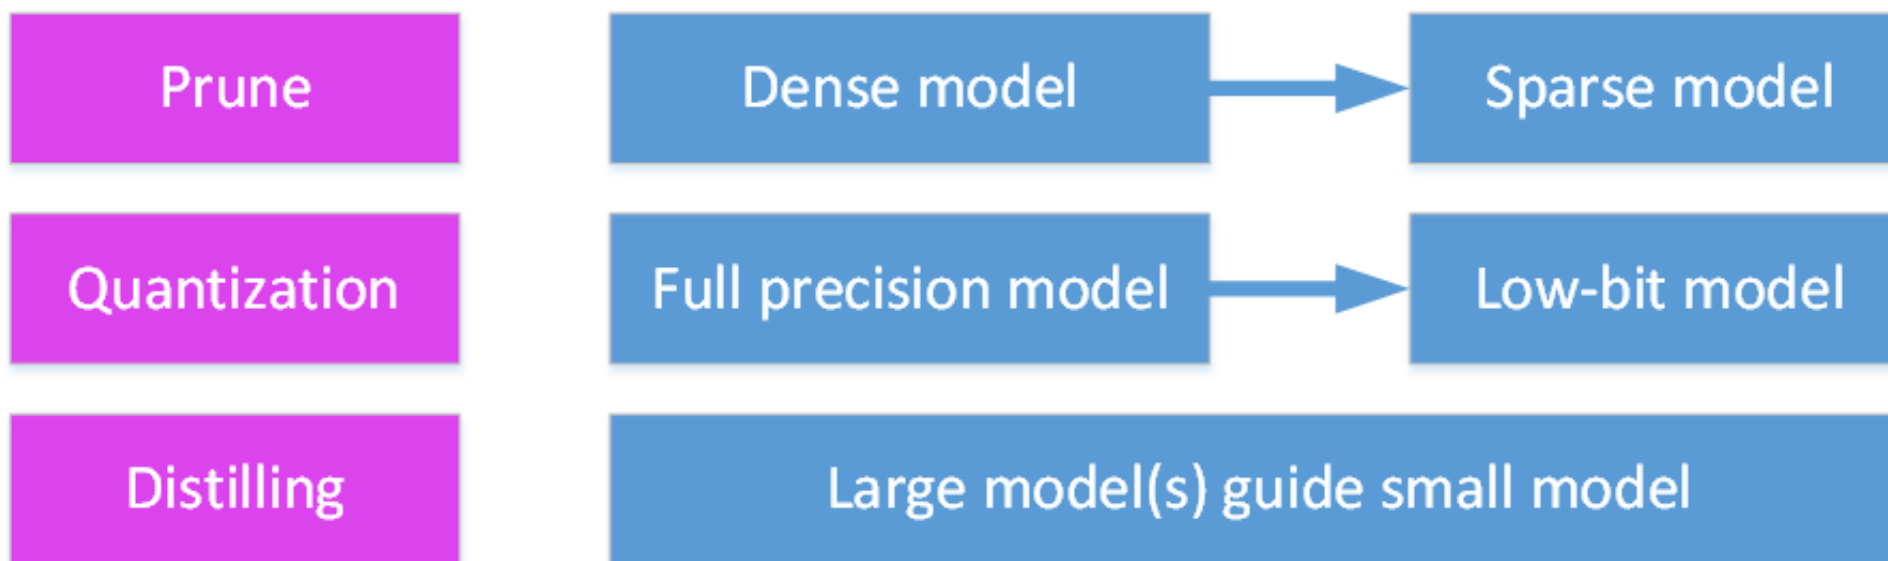 Prune
Dense model
Sparse model
Quantization
Full precision model
Low-bit model
Distilling
Large model(s) guide small model